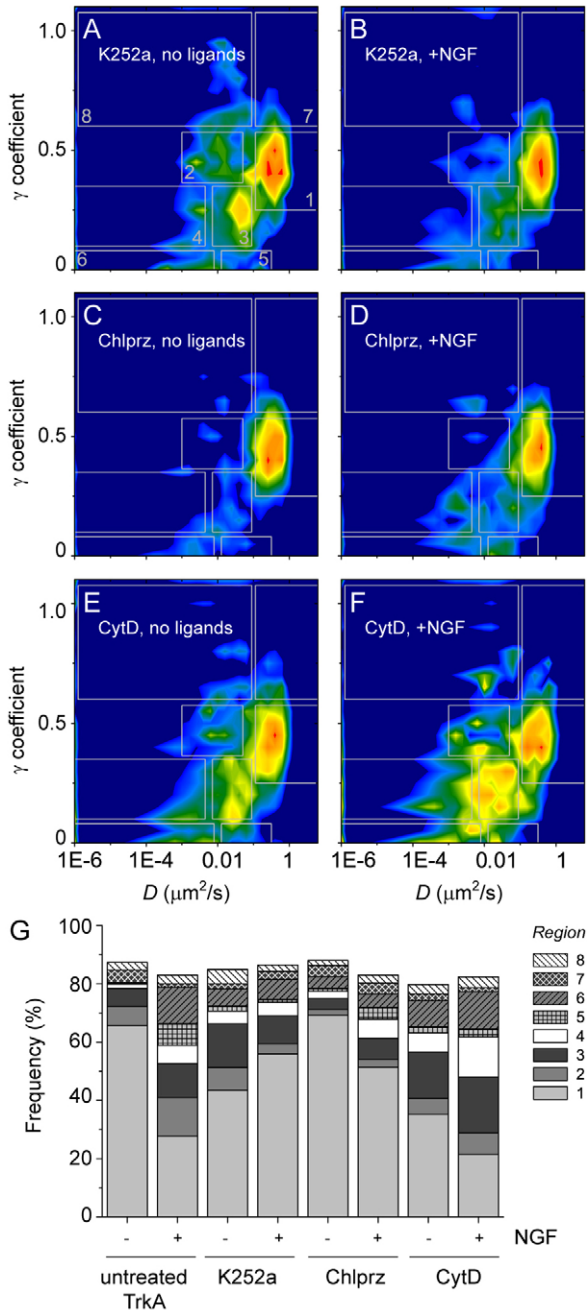 A
K252a, no ligands
B
K252a, +NGF
1.0
0.5
0
γ coefficient
8
7
2
1
4
3
6
5
C
Chlprz, no ligands
D
Chlprz, +NGF
1.0
0.5
0
γ coefficient
E
CytD, no ligands
F
CytD, +NGF
1.0
0.5
0
γ coefficient
1E-6 1E-4 0.01 1 1E-6 1E-4 0.01 1
D (μm²/s) D (μm²/s)
G
100
80
60
40
20
0
Frequency (%)
Region
8
7
6
5
4
3
2
1
- + - + - + - + NGF
untreated TrkA
K252a
Chlprz
CytD